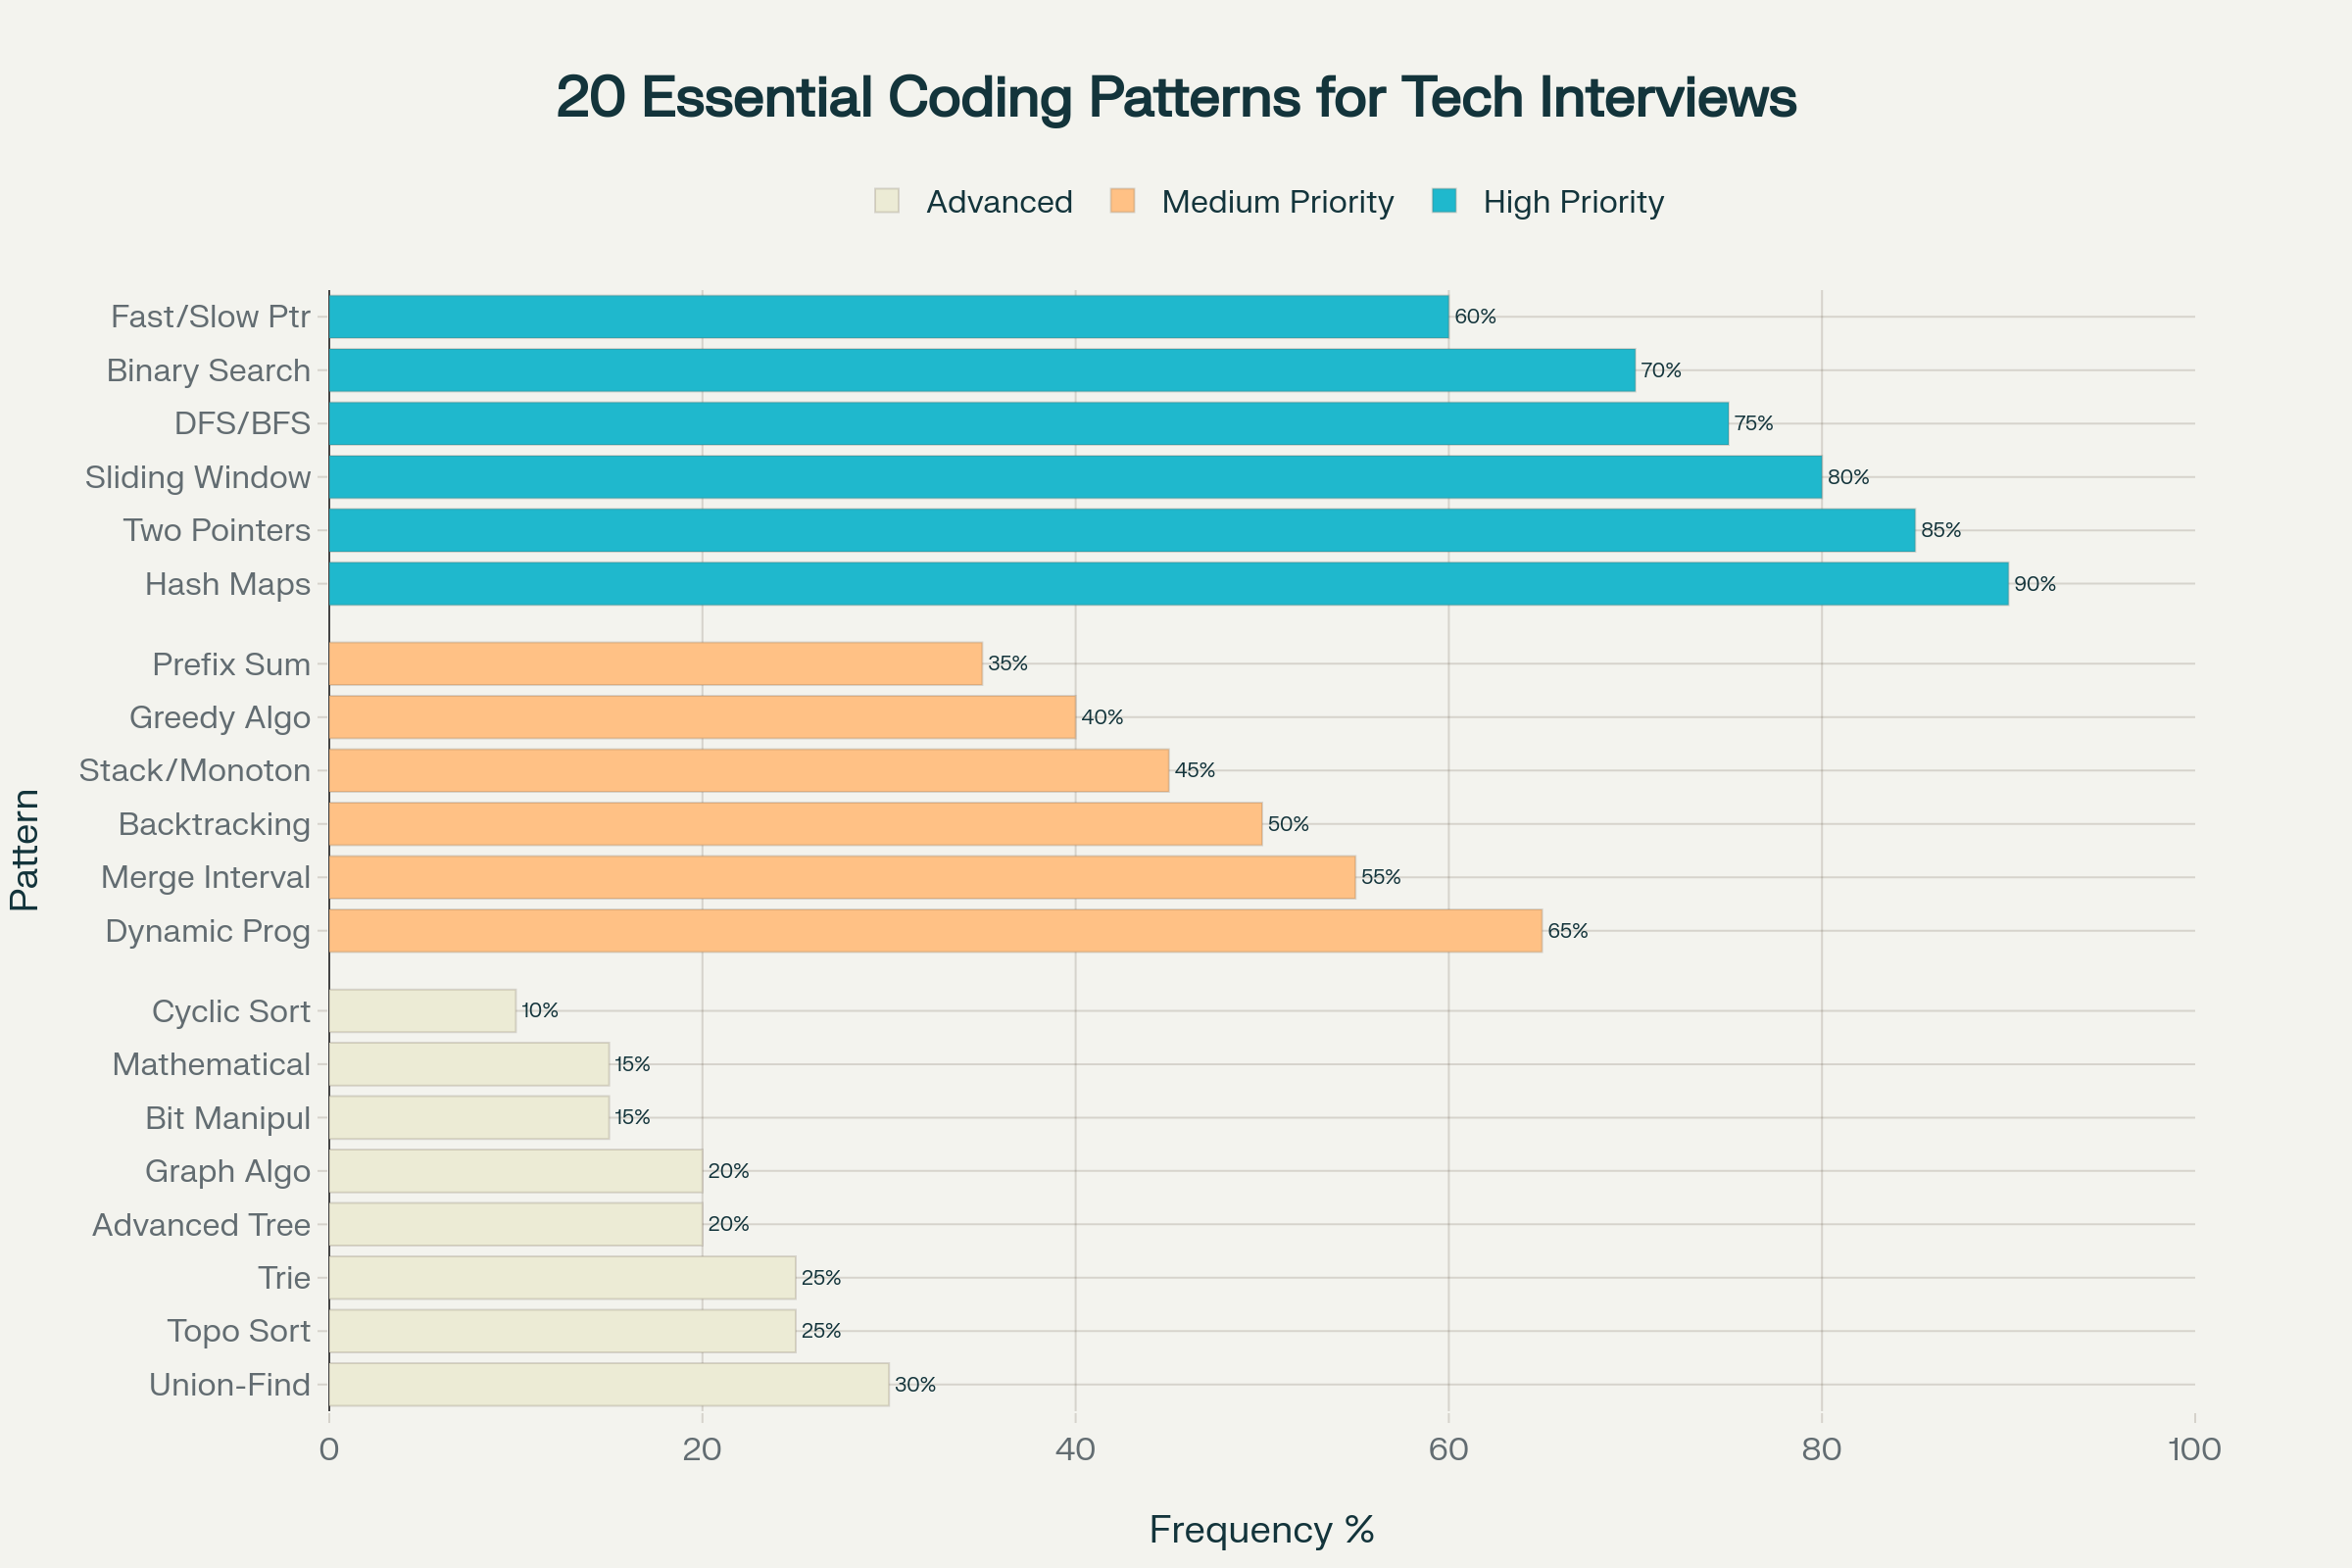 20 Essential Coding Patterns for Tech Interviews
Advanced Medium Priority High Priority
Fast/Slow Ptr 60%
Binary Search 70%
DFS/BFS 75%
Sliding Window 80%
Two Pointers 85%
Hash Maps 90%
Prefix Sum 35%
Greedy Algo 40%
Stack/Monoton 45%
Backtracking 50%
Merge Interval 55%
Dynamic Prog 65%
Cyclic Sort 10%
Mathematical 15%
Bit Manipul 15%
Graph Algo 20%
Advanced Tree 20%
Trie 25%
Topo Sort 25%
Union-Find 30%
Pattern
0 20 40 60 80 100
Frequency %